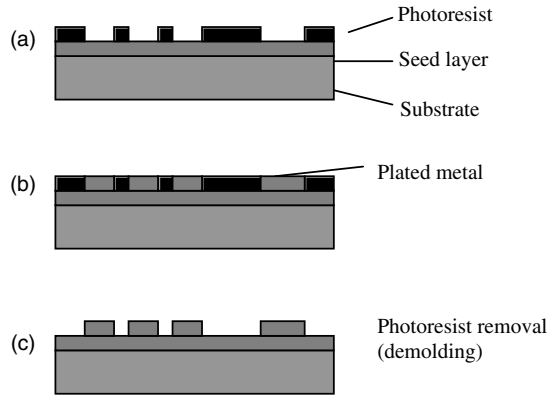 (a)
Photoresist
Seed layer
Substrate
(b)
Plated metal
(c)
Photoresist removal
(demolding)